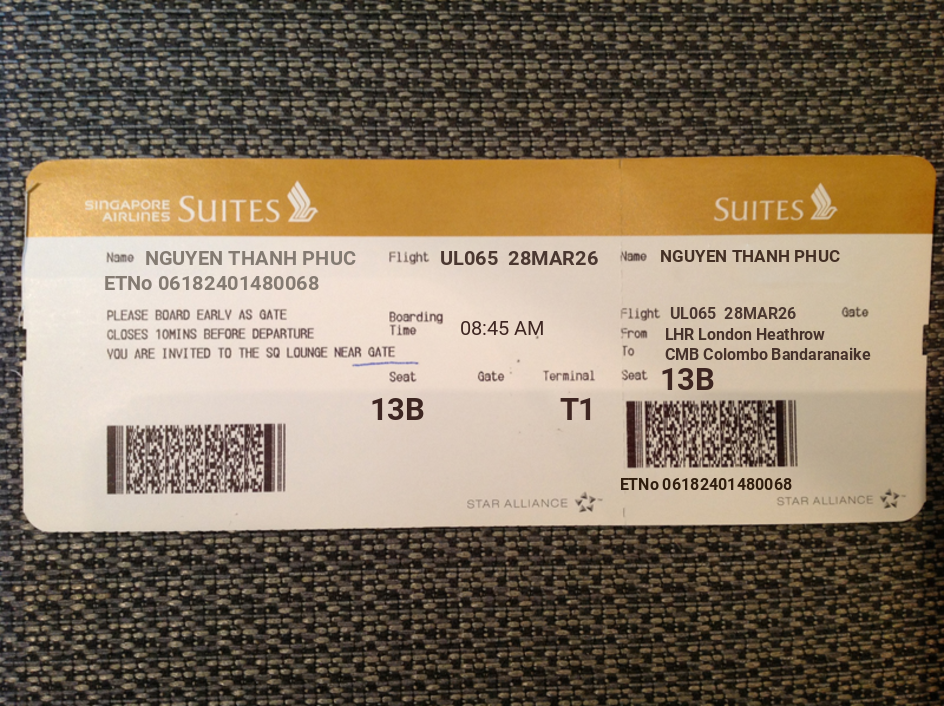 SINGAPORE AIRLINES SUITES
SUITES
Name NGUYEN THANH PHUC
ETNo 06182401480068
Flight UL065 28MAR26
PLEASE BOARD EARLV AS GATE
CLOSES 10MINS BEFORE DEPARTURE
YOU ARE INVITED TO THE SQ LOUNGE NEAR GATE
Boarding Time 08:45 AM
Seat Gate Terminal
13B T1
STAR ALLIANCE
Name NGUYEN THANH PHUC
Flight UL065 28MAR26 Gate
From LHR London Heathrow
To CMB Colombo Bandaranaike
Seat 13B
ETNo 06182401480068
STAR ALLIANCE